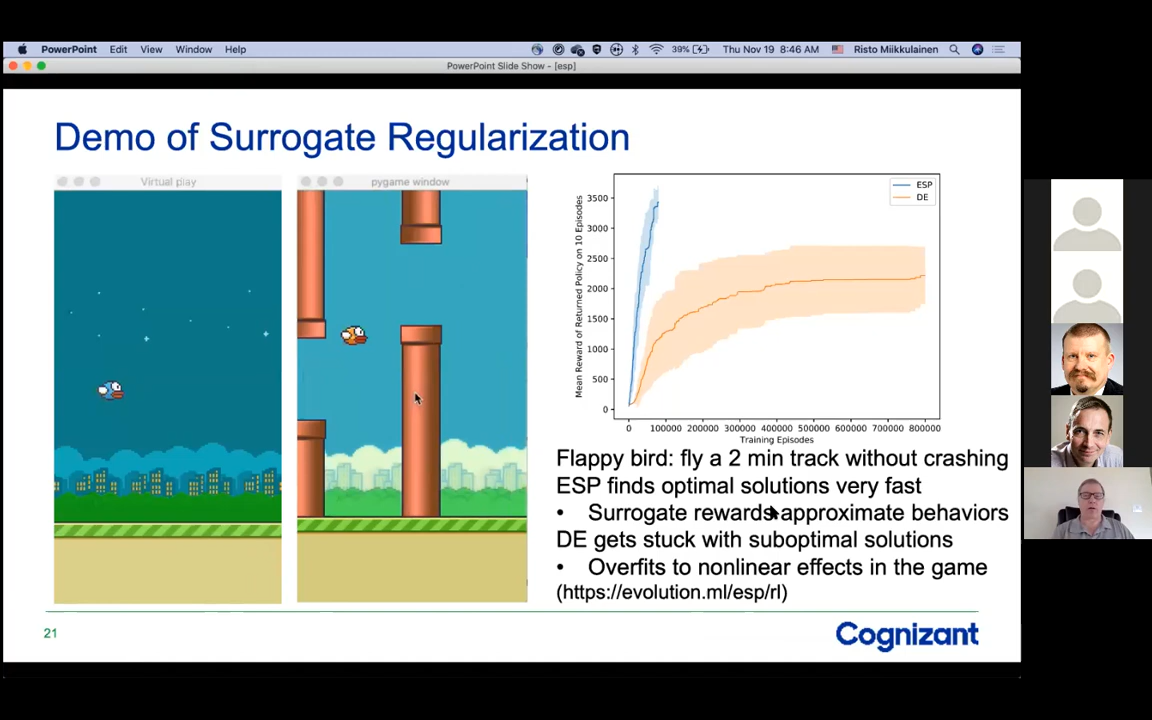 PowerPoint Edit View Window Help 39% Thu Nov 19 8:46 AM Risto Miikkulainen
PowerPoint Slide Show - [esp]
Demo of Surrogate Regularization
Virtual play
pygame window
ESP
DE
Mean Reward of Returned Policy on 10 Episodes
3500
3000
2500
2000
1500
1000
500
0
0 100000 200000 300000 400000 500000 600000 700000 800000
Training Episodes
Flappy bird: fly a 2 min track without crashing
ESP finds optimal solutions very fast
• Surrogate rewards approximate behaviors
DE gets stuck with suboptimal solutions
• Overfits to nonlinear effects in the game
(https://evolution.ml/esp/rl)
21
Cognizant